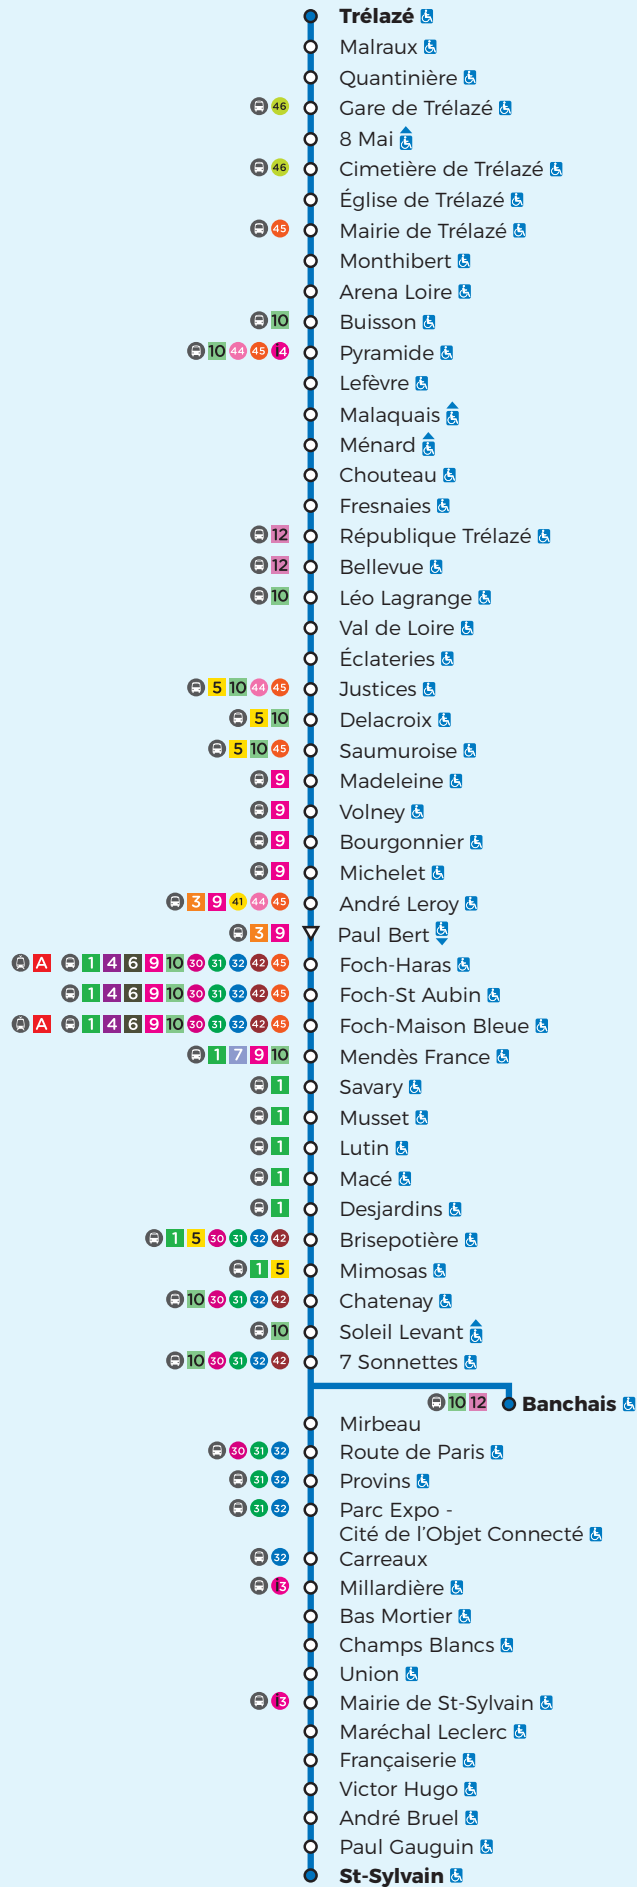 Trélazé
Malraux
Quantinière
46 Gare de Trélazé
8 Mai
46 Cimetière de Trélazé
Église de Trélazé
45 Mairie de Trélazé
Monthibert
Arena Loire
10 Buisson
10 44 45 i4 Pyramide
Lefèvre
Malaquais
Ménard
Chouteau
Fresnaies
12 République Trélazé
12 Bellevue
10 Léo Lagrange
Val de Loire
Éclateries
5 10 44 45 Justices
5 10 Delacroix
5 10 45 Saumuroise
9 Madeleine
9 Volney
9 Bourgonnier
9 Michelet
3 9 41 44 45 André Leroy
3 9 Paul Bert
A 1 4 6 9 10 30 31 32 42 45 Foch-Haras
1 4 6 9 10 30 31 32 42 45 Foch-St Aubin
A 1 4 6 9 10 30 31 32 42 45 Foch-Maison Bleue
1 7 9 10 Mendès France
1 Savary
1 Musset
1 Lutin
1 Macé
1 Desjardins
1 5 30 31 32 42 Brisepotière
1 5 Mimosas
10 30 31 32 42 Chatenay
10 Soleil Levant
10 30 31 32 42 7 Sonnettes
10 12 Banchais
Mirbeau
30 31 32 Route de Paris
31 32 Provins
31 32 Parc Expo -
Cité de l'Objet Connecté
32 Carreaux
i3 Millardière
Bas Mortier
Champs Blancs
Union
i3 Mairie de St-Sylvain
Maréchal Leclerc
Françaiserie
Victor Hugo
André Bruel
Paul Gauguin
St-Sylvain